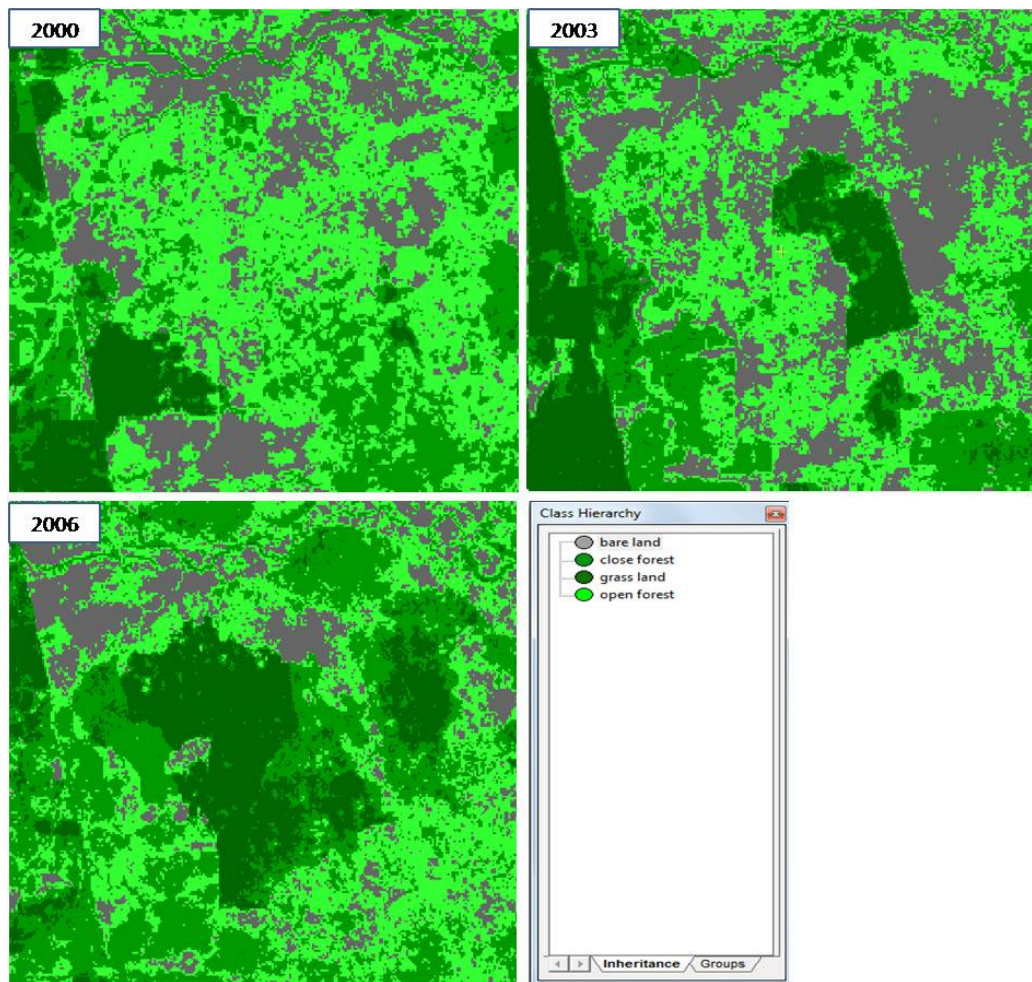 2000
2003
2006
Class Hierarchy
bare land
close forest
grass land
open forest
Inheritance
Groups